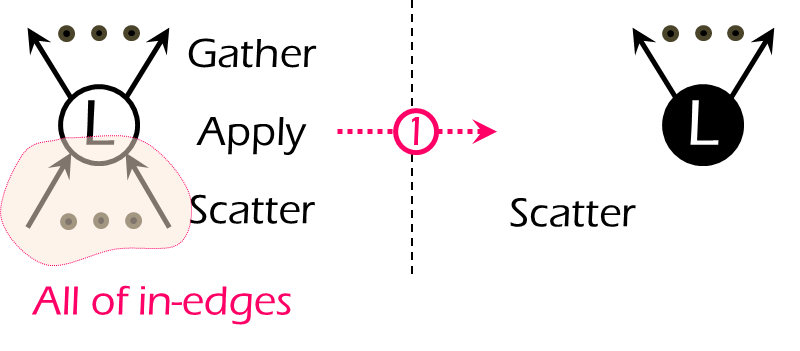 Gather
L
L
Apply
1
Scatter
Scatter
All of in-edges